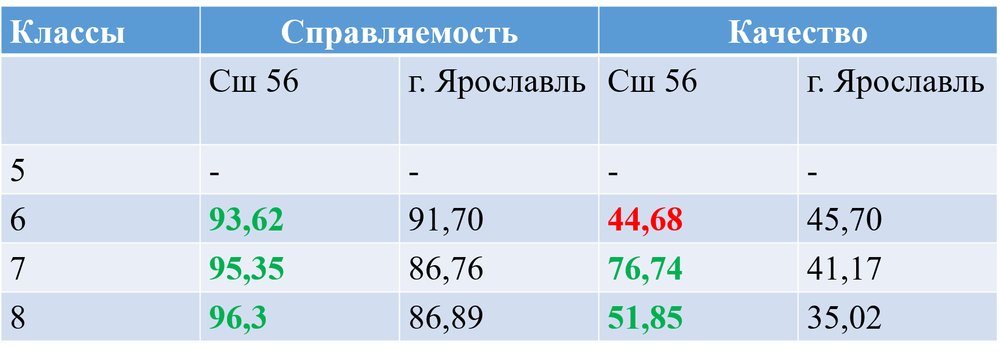 Классы Справляемость Качество
Сш 56 г. Ярославль Сш 56 г. Ярославль
5 - - - -
6 93,62 91,70 44,68 45,70
7 95,35 86,76 76,74 41,17
8 96,3 86,89 51,85 35,02